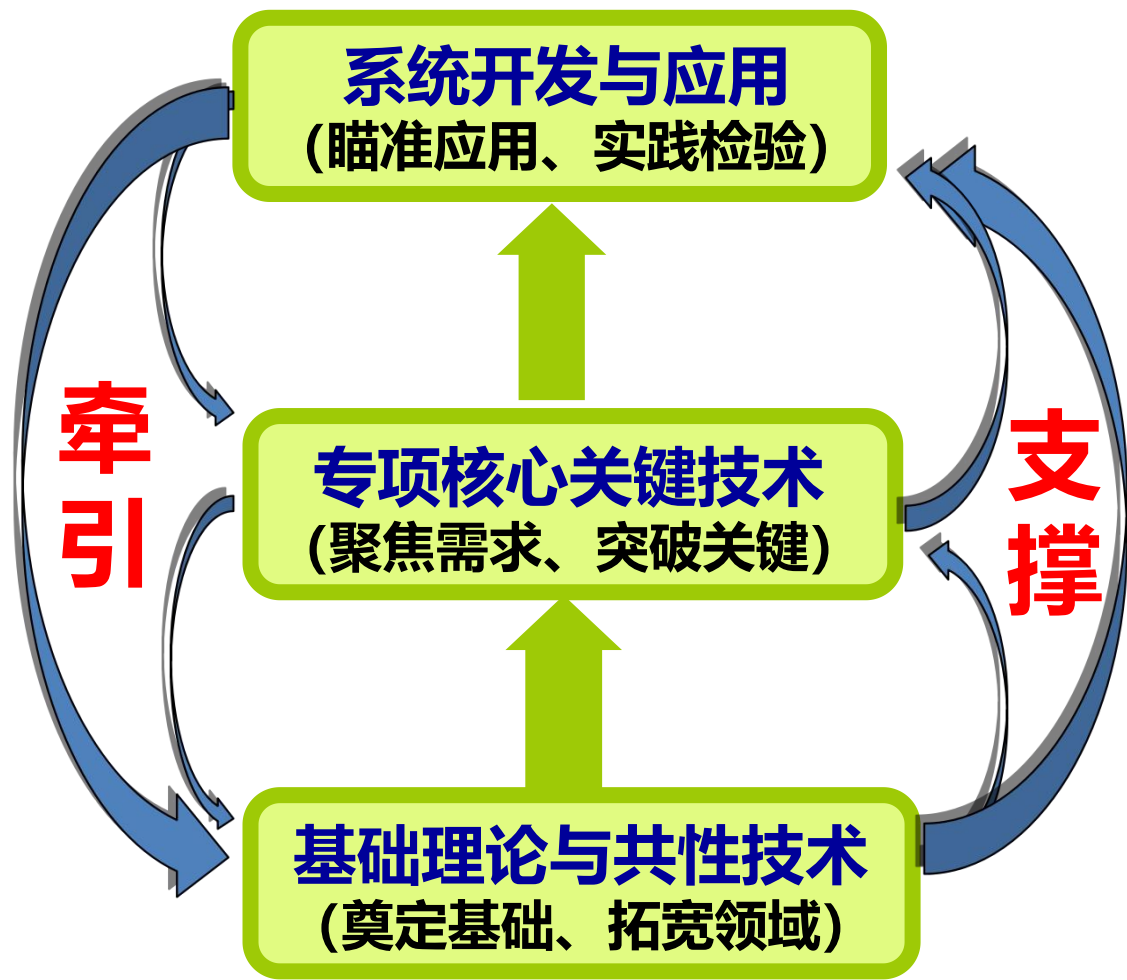 系统开发与应用
（瞄准应用、实践检验）
牵引
支撑
专项核心关键技术
（聚焦需求、突破关键）
基础理论与共性技术
（奠定基础、拓宽领域）